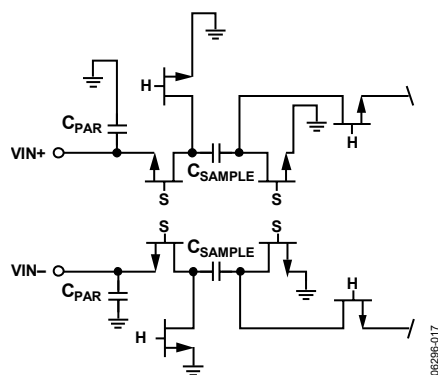 H
C_PAR
VIN+
C_SAMPLE
H
S
S
S
C_SAMPLE
S
VIN–
C_PAR
H
H
06296-017